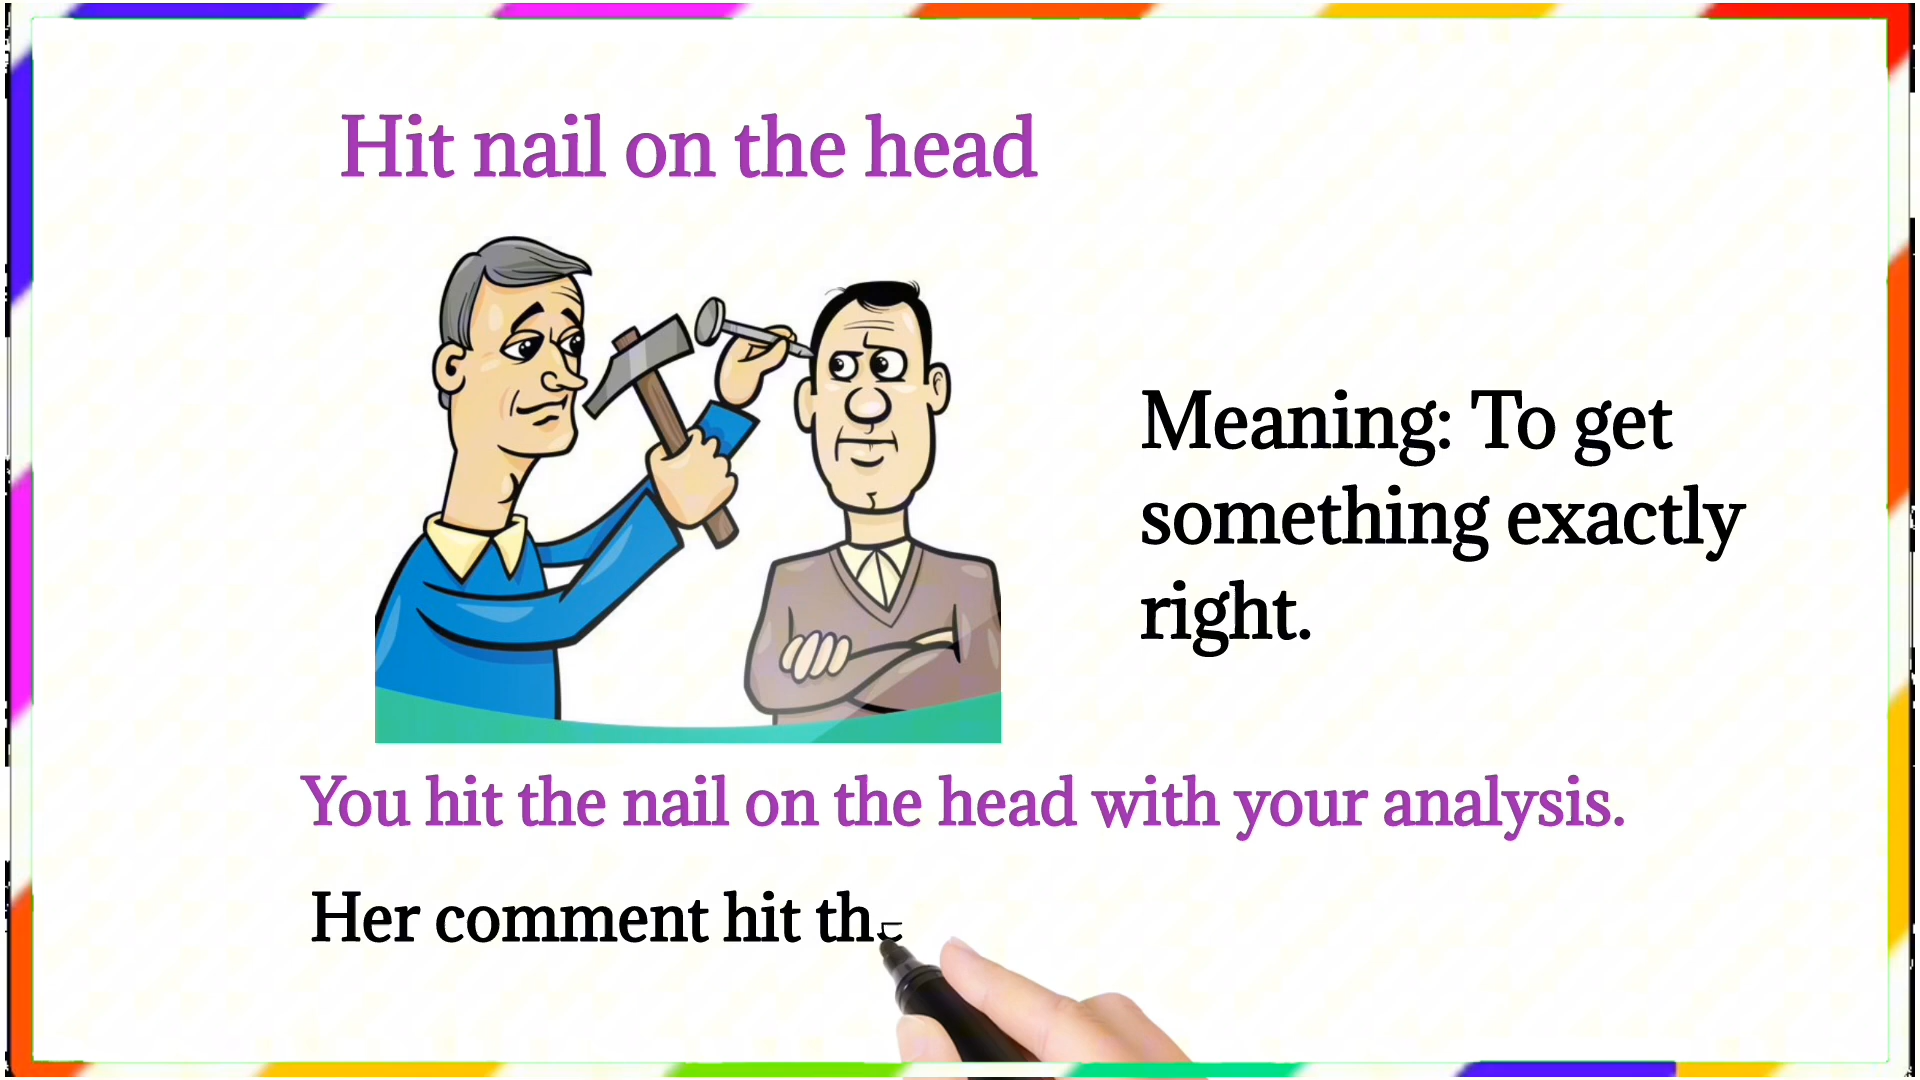 Hit nail on the head
Meaning: To get
something exactly
right.
You hit the nail on the head with your analysis.
Her comment hit the